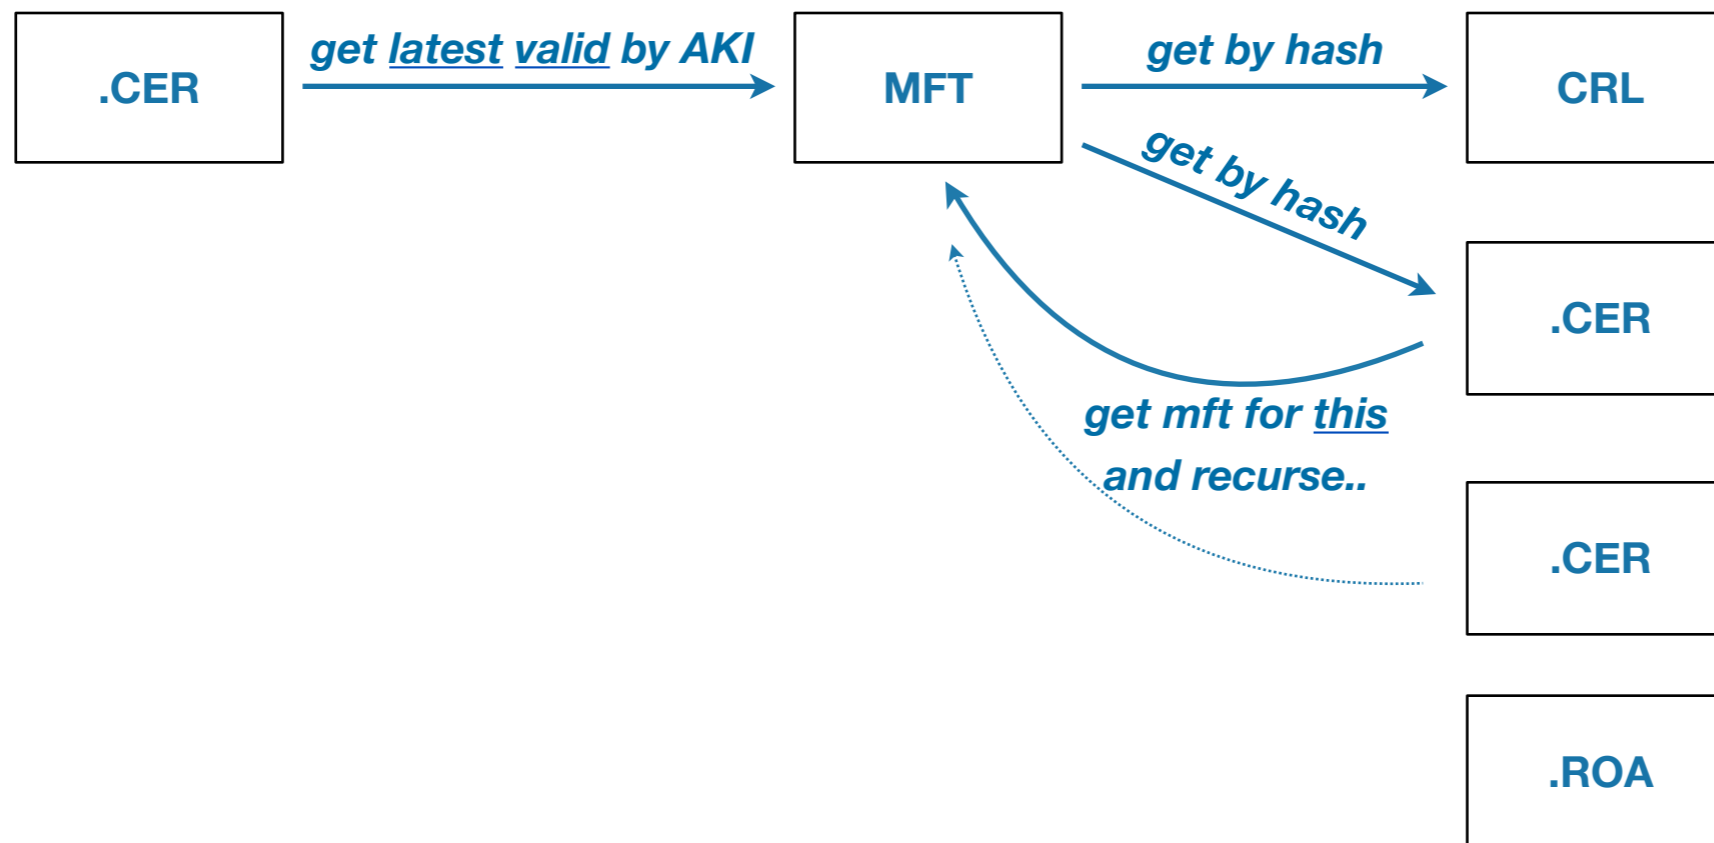 .CER
get latest valid by AKI
MFT
get by hash
CRL
get by hash
.CER
get mft for this
and recurse..
.CER
.ROA